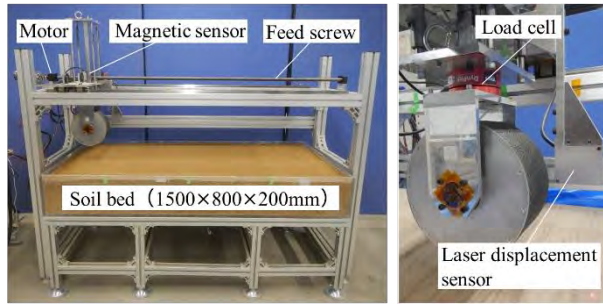 Motor
Magnetic sensor
Feed screw
Soil bed（1500×800×200mm）
Load cell
Laser displacement
sensor